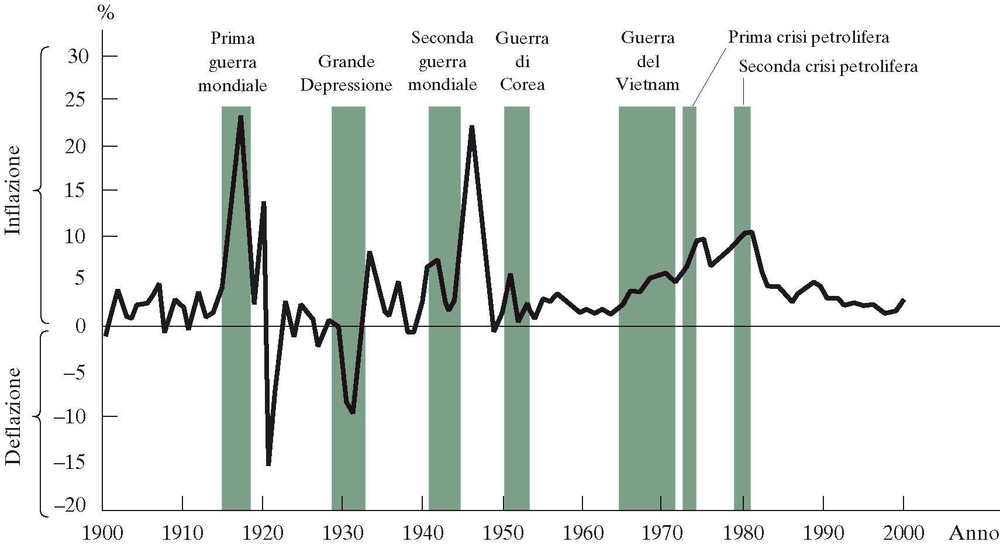 %
Prima
guerra
mondiale
Grande
Depressione
Seconda
guerra
mondiale
Guerra
di
Corea
Guerra
del
Vietnam
Prima crisi petrolifera
Seconda crisi petrolifera
Inflazione
Deflazione
30
25
20
15
10
5
0
–5
–10
–15
–20
1900 1910 1920 1930 1940 1950 1960 1970 1980 1990 2000 Anno